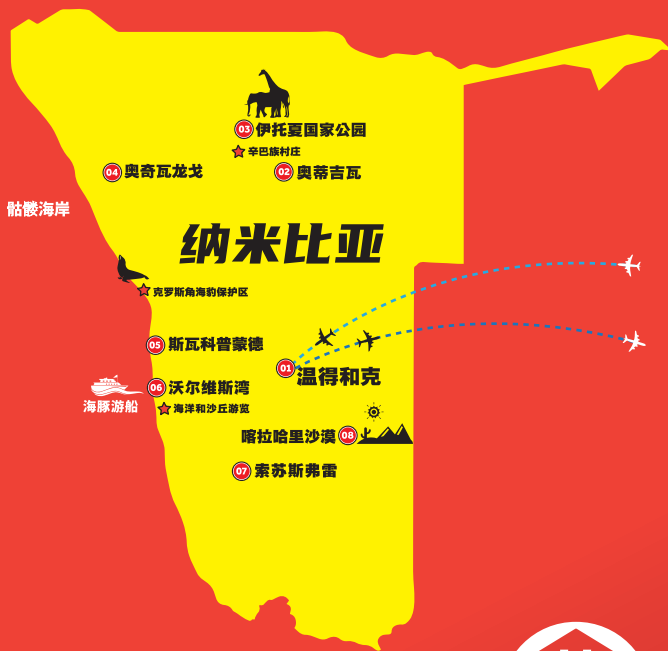 03 伊托夏国家公园
辛巴族村庄
04 奥奇瓦龙戈
02 奥蒂吉瓦
骷髅海岸
纳米比亚
克罗斯角海豹保护区
05 斯瓦科普蒙德
01 温得和克
06 沃尔维斯湾
海豚游船
海洋和沙丘游览
喀拉哈里沙漠 08
07 索苏斯弗雷